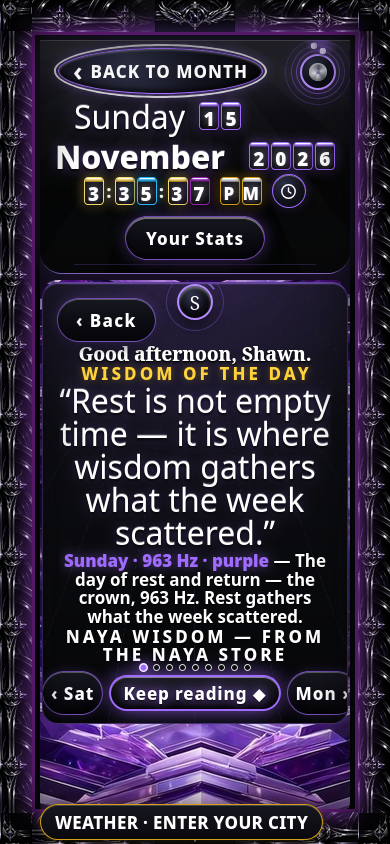 ‹ BACK TO MONTH
Sunday 15
November 2026
3:35:37 PM
Your Stats
S
‹ Back
Good afternoon, Shawn.
WISDOM OF THE DAY
“Rest is not empty
time — it is where
wisdom gathers
what the week
scattered.”
Sunday · 963 Hz · purple — The
day of rest and return — the
crown, 963 Hz. Rest gathers
what the week scattered.
NAYA WISDOM — FROM
THE NAYA STORE
‹ Sat Keep reading ◆ Mon ›
WEATHER · ENTER YOUR CITY